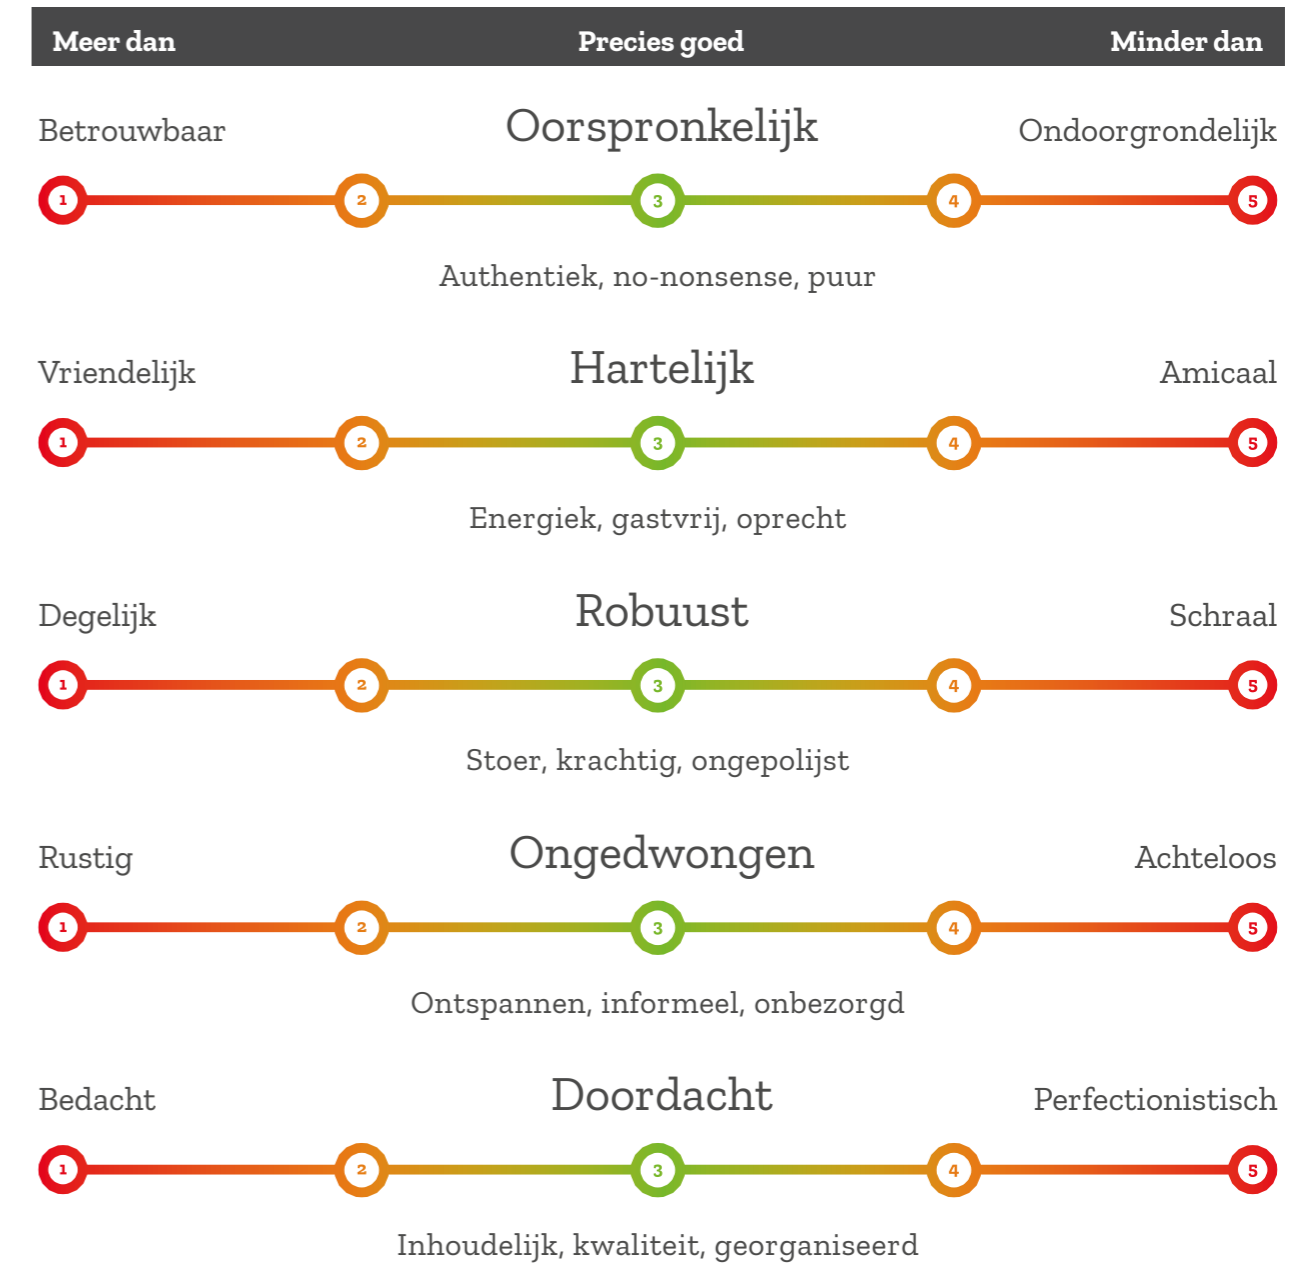 Meer dan Precies goed Minder dan
Betrouwbaar Oorspronkelijk Ondoorgrondelijk
1 2 3 4 5
Authentiek, no-nonsense, puur
Vriendelijk Hartelijk Amicaal
1 2 3 4 5
Energiek, gastvrij, oprecht
Degelijk Robuust Schraal
1 2 3 4 5
Stoer, krachtig, ongepolijst
Rustig Ongedwongen Achteloos
1 2 3 4 5
Ontspannen, informeel, onbezorgd
Bedacht Doordacht Perfectionistisch
1 2 3 4 5
Inhoudelijk, kwaliteit, georganiseerd